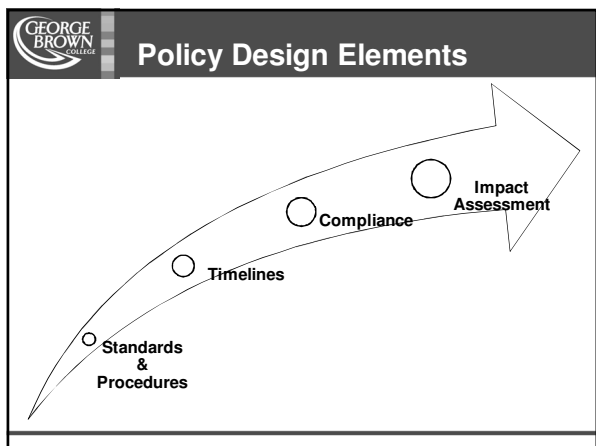 GEORGE
BROWN
COLLEGE
Policy Design Elements
Impact
Assessment
Compliance
Timelines
Standards
&
Procedures